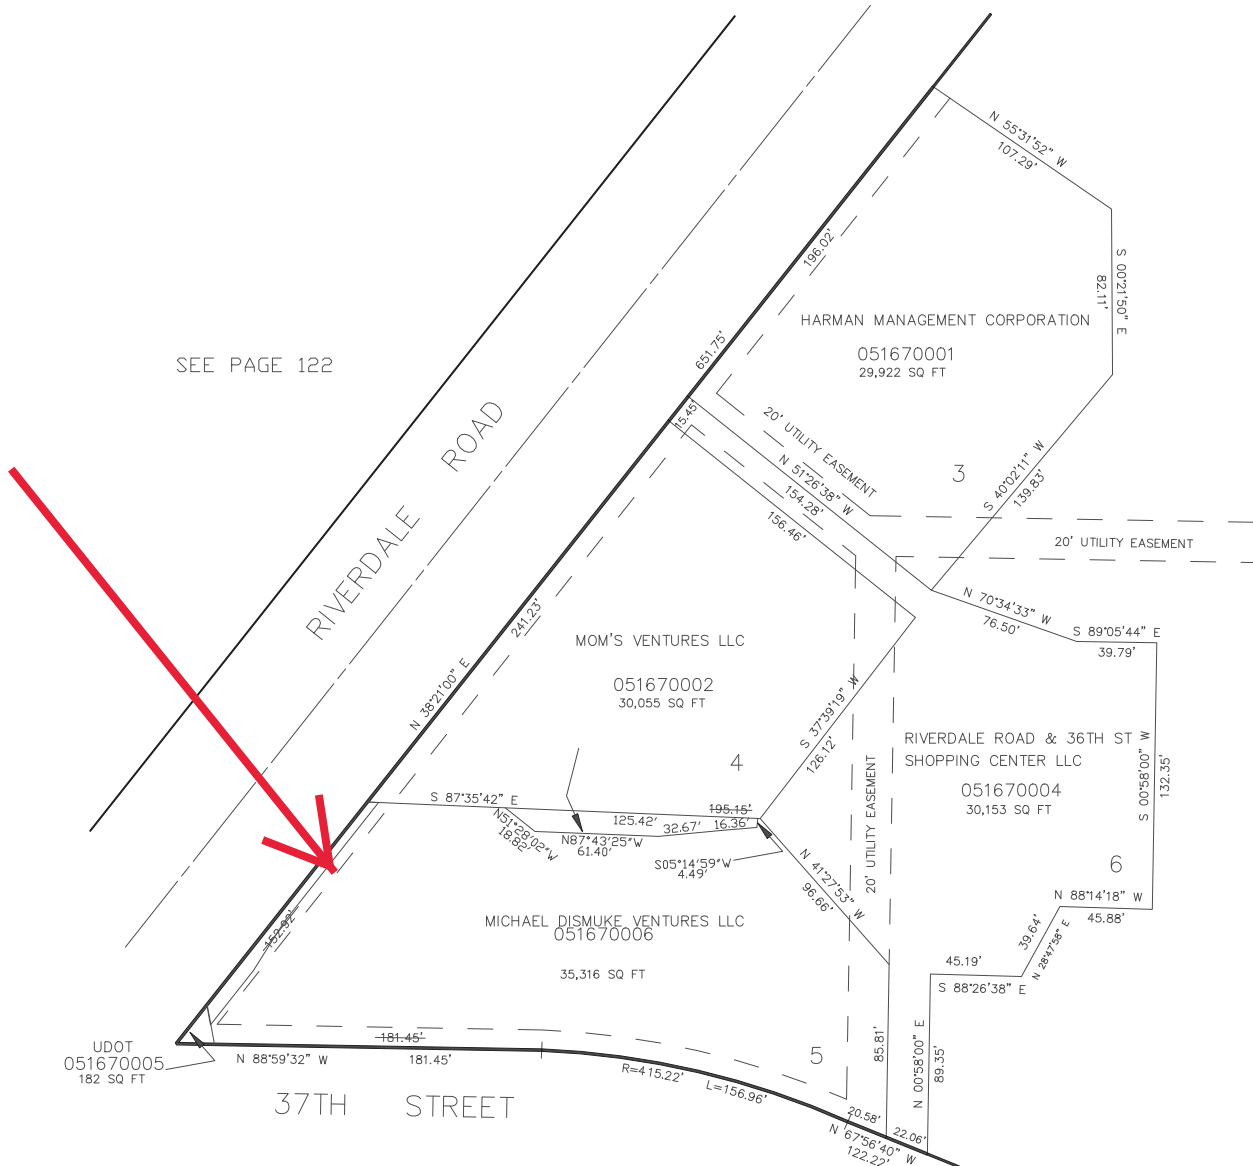 N 55°31'52" W
107.29'
196.02'
S 00°21'50" E
82.11'
HARMAN MANAGEMENT CORPORATION
051670001
29,922 SQ FT
651.75'
SEE PAGE 122
RIVERDALE ROAD
15.45'
20' UTILITY EASEMENT
N 51°26'38" W
154.28'
156.46'
3
S 40°02'11" W
139.83'
20' UTILITY EASEMENT
N 70°34'33" W
76.50'
S 89°05'44" E
39.79'
241.23'
N 38°21'00" E
MOM'S VENTURES LLC
051670002
30,055 SQ FT
S 37°39'19" W
126.12'
4
RIVERDALE ROAD & 36TH ST
SHOPPING CENTER LLC
051670004
30,153 SQ FT
S 00°58'00" W
132.35'
6
20' UTILITY EASEMENT
S 87°35'42" E
195.15'
125.42'
32.67'
16.36'
N51°28'02"W
18.82'
N87°43'25"W
61.40'
S05°14'59"W
4.49'
N 41°27'53" W
96.66'
N 88°14'18" W
45.88'
39.64'
N 28°47'58" E
45.19'
S 88°26'38" E
152.92'
MICHAEL DISMUKE VENTURES LLC
051670006
35,316 SQ FT
UDOT
051670005
182 SQ FT
181.45'
N 88°59'32" W
181.45'
5
85.81'
N 00°58'00" E
89.35'
R=415.22'
L=156.96'
20.58'
22.06'
N 67°56'40" W
122.22'
37TH STREET